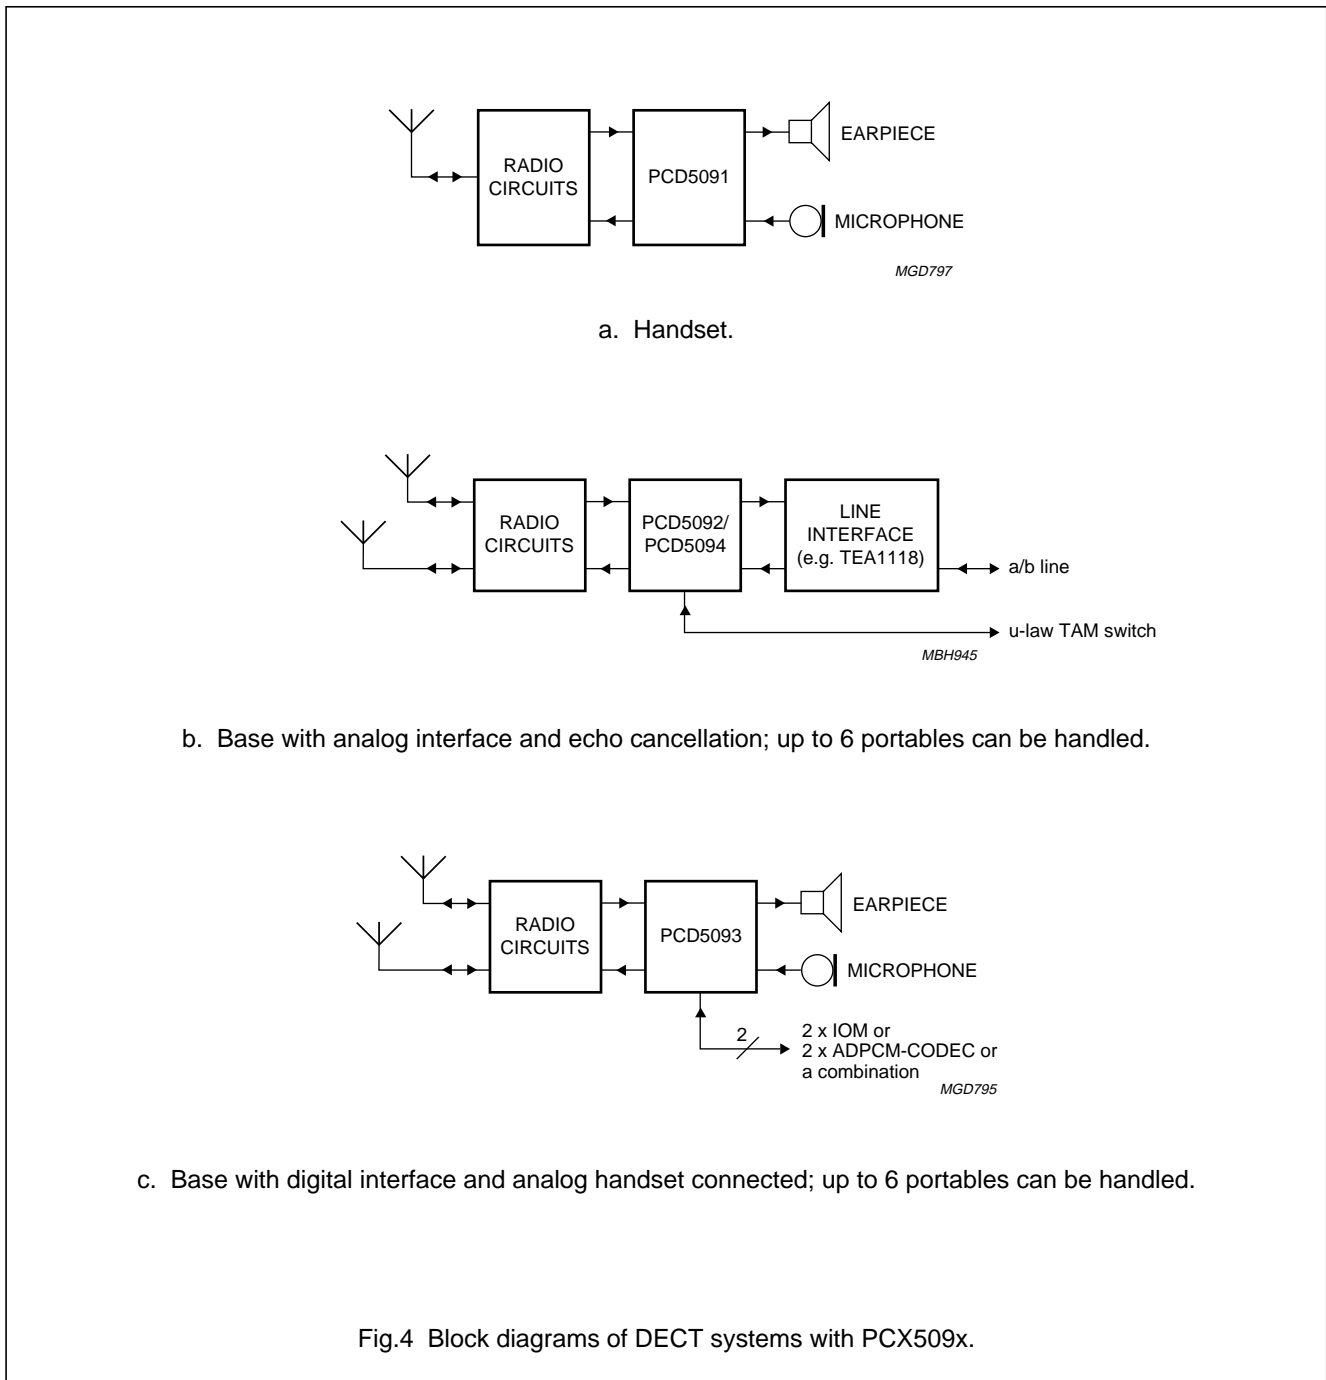 RADIO
CIRCUITS
PCD5091
EARPIECE
MICROPHONE
MGD797
a. Handset.
RADIO
CIRCUITS
PCD5092/
PCD5094
LINE
INTERFACE
(e.g. TEA1118)
a/b line
u-law TAM switch
MBH945
b. Base with analog interface and echo cancellation; up to 6 portables can be handled.
RADIO
CIRCUITS
PCD5093
EARPIECE
MICROPHONE
2
2 x IOM or
2 x ADPCM-CODEC or
a combination
MGD795
c. Base with digital interface and analog handset connected; up to 6 portables can be handled.
Fig.4 Block diagrams of DECT systems with PCX509x.